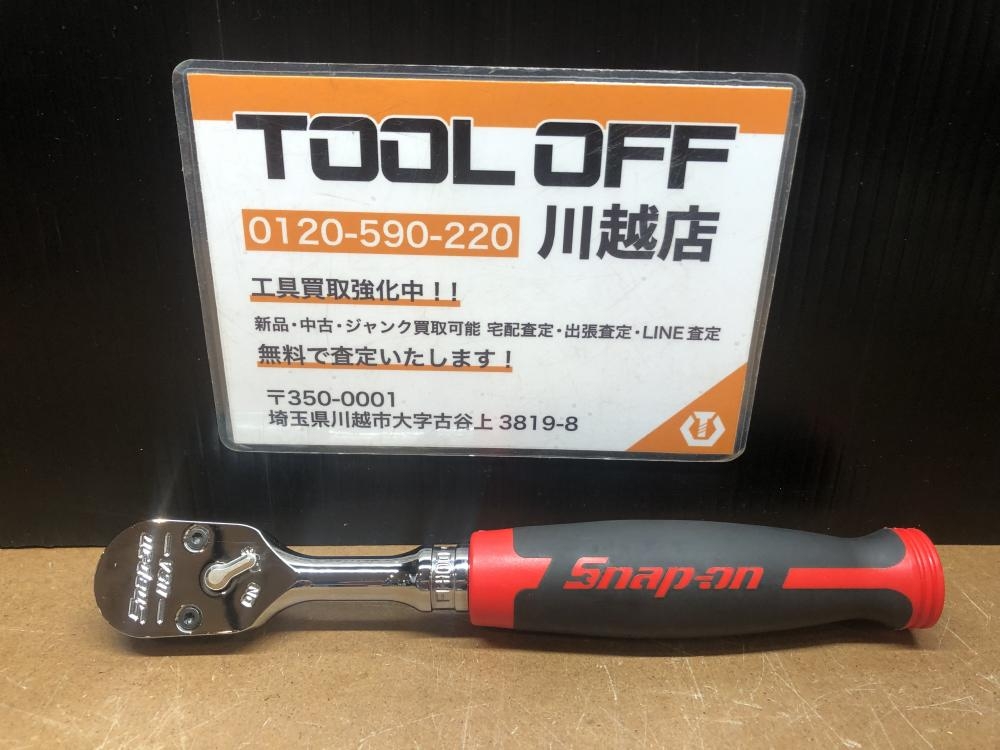 TOOL OFF
0120-590-220 川越店
工具買取強化中!!
新品・中古・ジャンク買取可能 宅配査定・出張査定・LINE査定
無料で査定いたします!
〒350-0001
埼玉県川越市大字古谷上 3819-8
Snap-on
USA
ON
Snap-on